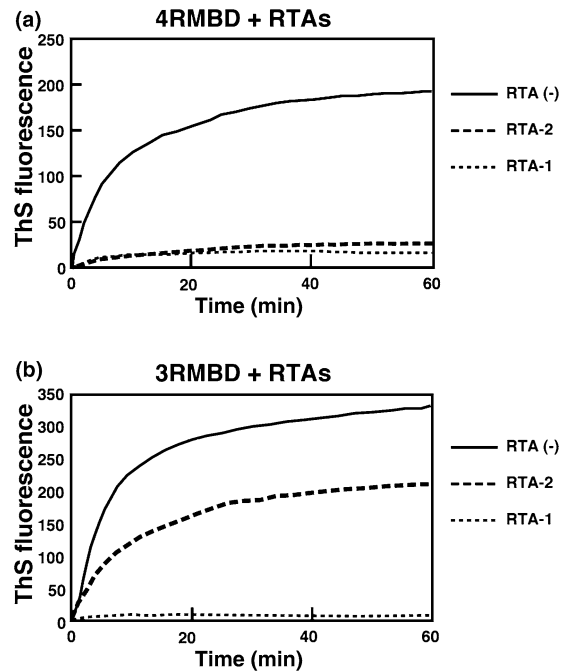 (a)
4RMBD + RTAs
250
200
150
100
50
0
ThS fluorescence
0
20
40
60
Time (min)
RTA (-)
RTA-2
RTA-1
(b)
3RMBD + RTAs
350
300
250
200
150
100
50
0
ThS fluorescence
0
20
40
60
Time (min)
RTA (-)
RTA-2
RTA-1